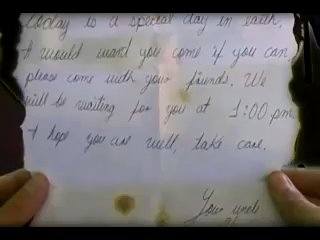 today is a special day in earth,
I would want you come if you can,
please come with your friends. We
will be waiting for you at 1:00 pm.
I hope you are well, take care.
Your uncle